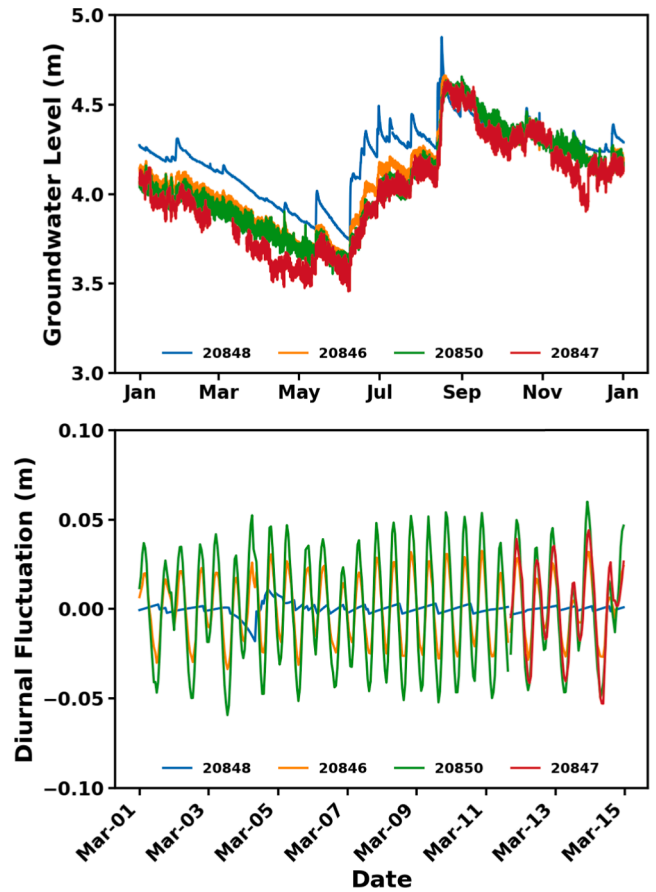 Groundwater Level (m)
5.0
4.5
4.0
3.5
3.0
20848 20846 20850 20847
Jan Mar May Jul Sep Nov Jan
Diurnal Fluctuation (m)
0.10
0.05
0.00
−0.05
−0.10
20848 20846 20850 20847
Mar-01 Mar-03 Mar-05 Mar-07 Mar-09 Mar-11 Mar-13 Mar-15
Date